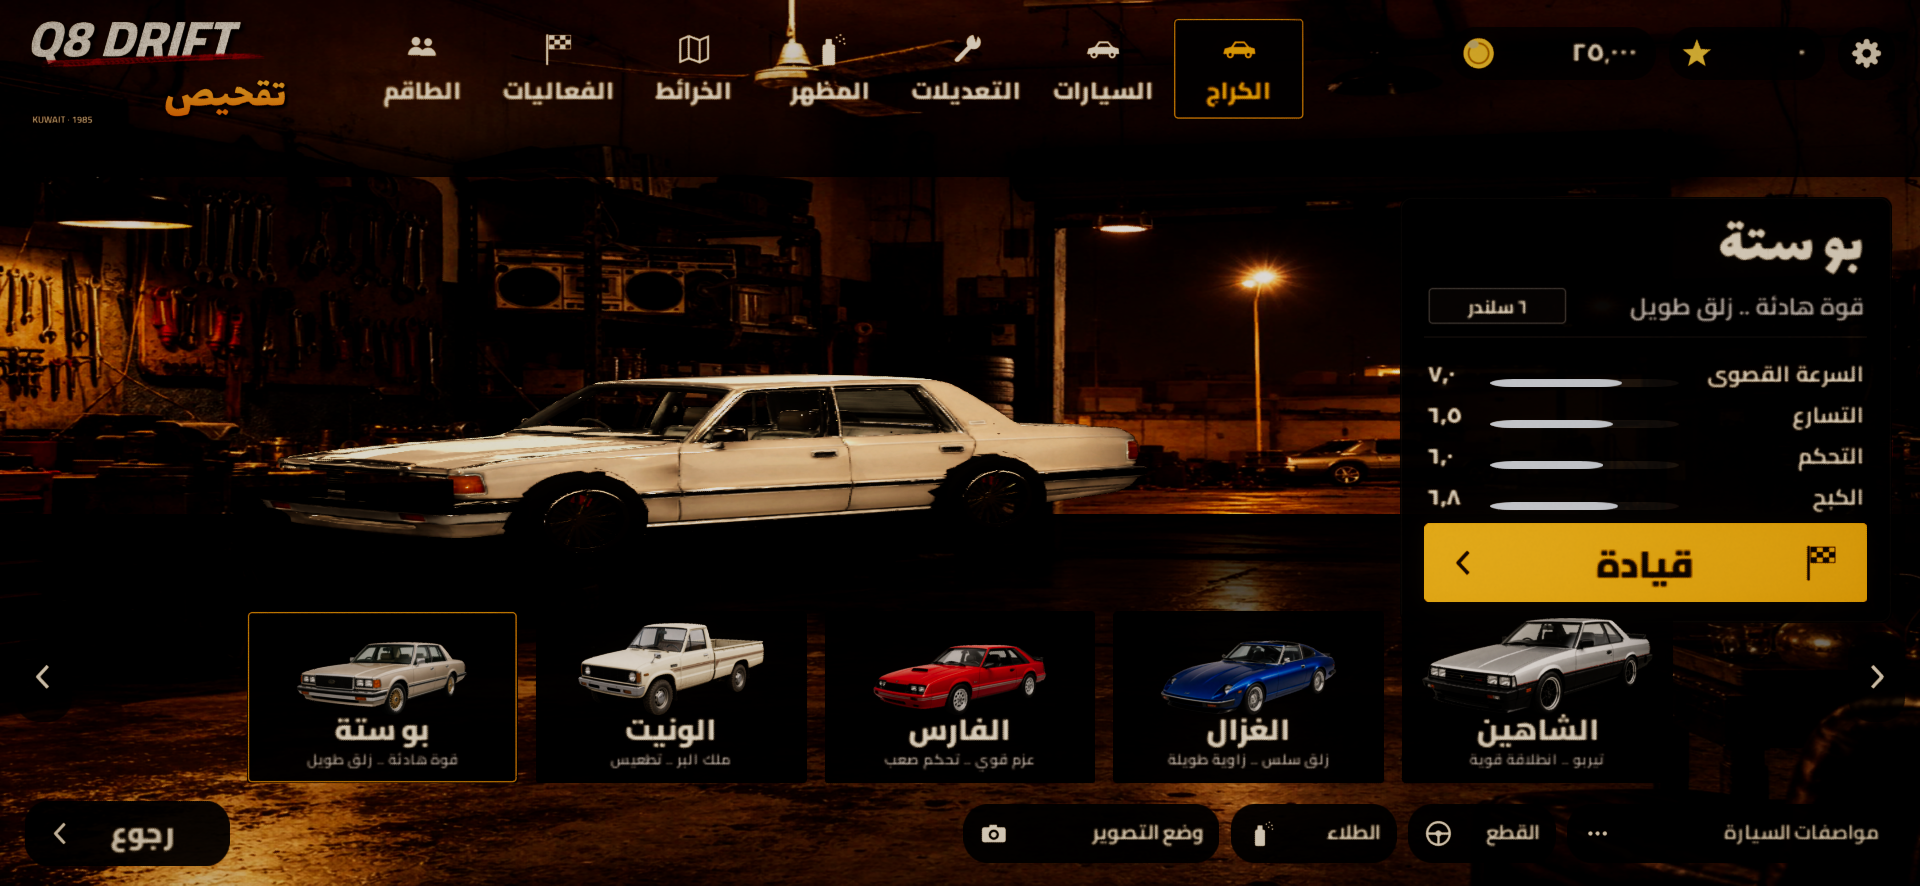 Q8 DRIFT
تفحيص
KUWAIT · 1985
الكراج
السيارات
التعديلات
المظهر
الخرائط
الفعاليات
الطاقم
٢٥,٠٠٠
٠
بو ستة
قوة هادئة .. زلق طويل
٦ سلندر
السرعة القصوى ٧,٠
التسارع ٦,٥
التحكم ٦,٠
الكبح ٦,٨
قيادة
الشاهين
تيربو .. انطلاقة قوية
الغزال
زلق سلس .. زاوية طويلة
الفارس
عزم قوي .. تحكم صعب
الونيت
ملك البر .. تطعيس
بو ستة
قوة هادئة .. زلق طويل
مواصفات السيارة
القطع
الطلاء
وضع التصوير
رجوع